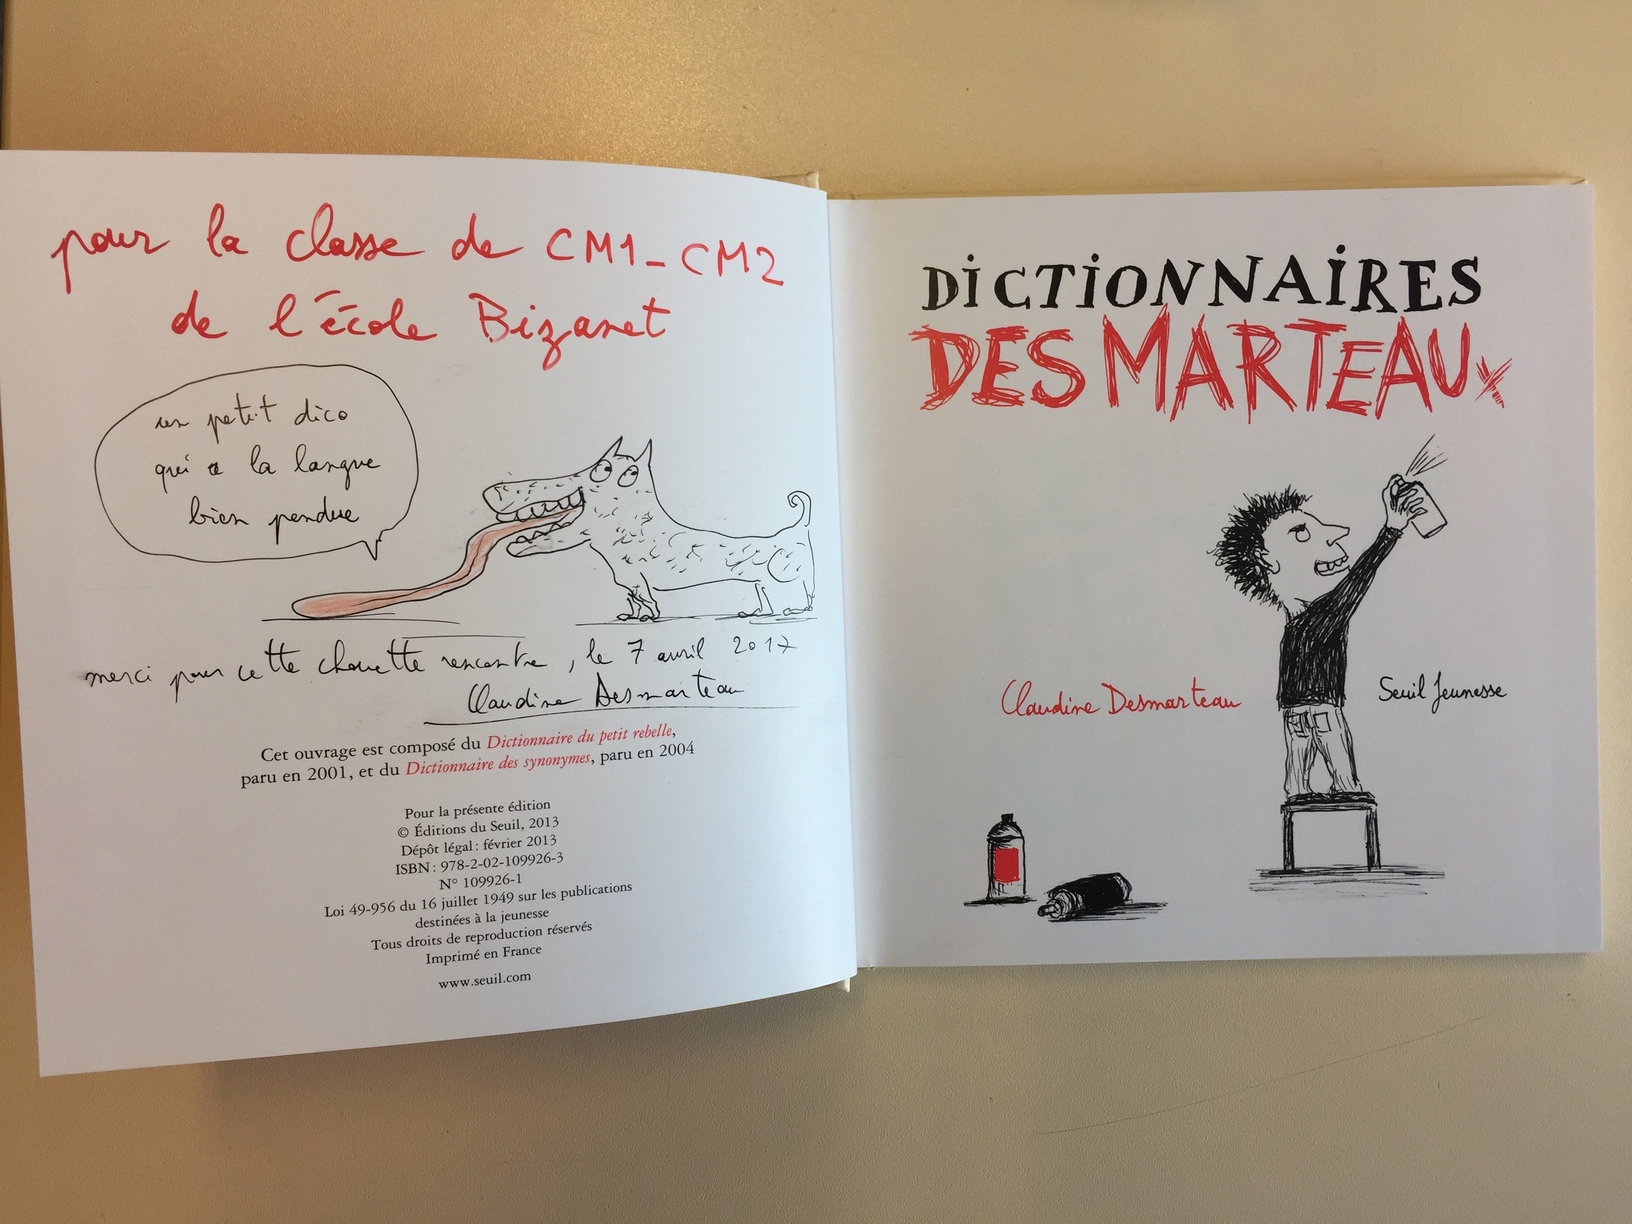 pour la classe de CM1_CM2
de l'école Bizanet
un petit dico
qui a la langue
bien pendue
merci pour cette chouette rencontre, le 7 avril 2017
Claudine Desmarteau
Cet ouvrage est composé du Dictionnaire du petit rebelle,
paru en 2001, et du Dictionnaire des synonymes, paru en 2004
Pour la présente édition
© Éditions du Seuil, 2013
Dépôt légal : février 2013
ISBN : 978-2-02-109926-3
N° 109926-1
Loi 49-956 du 16 juillet 1949 sur les publications
destinées à la jeunesse
Tous droits de reproduction réservés
Imprimé en France
www.seuil.com
DICTIONNAIRES
DESMARTEAUx
Claudine Desmarteau
Seuil Jeunesse